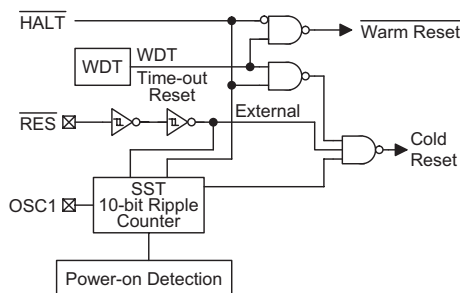 HALT
Warm Reset
WDT
WDT
Time-out
Reset
RES
External
Cold
Reset
OSC1
SST
10-bit Ripple
Counter
Power-on Detection